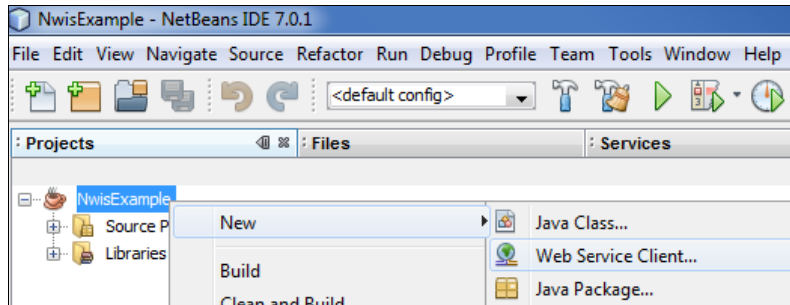 NwisExample - NetBeans IDE 7.0.1
File Edit View Navigate Source Refactor Run Debug Profile Team Tools Window Help
<default config>
Projects Files Services
NwisExample
New Java Class...
Source P
Web Service Client...
Libraries
Build
Java Package...
Clean and Build